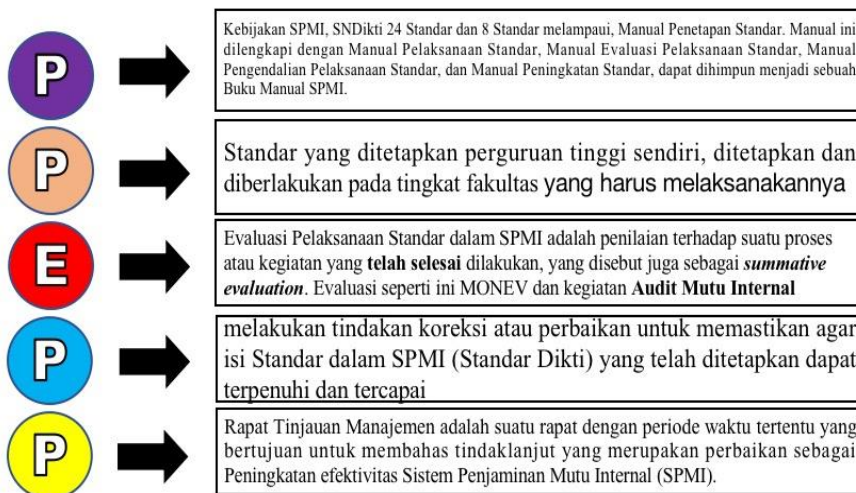 P
Kebijakan SPMI, SNDikti 24 Standar dan 8 Standar melampaui, Manual Penetapan Standar. Manual ini
dilengkapi dengan Manual Pelaksanaan Standar, Manual Evaluasi Pelaksanaan Standar, Manual
Pengendalian Pelaksanaan Standar, dan Manual Peningkatan Standar, dapat dihimpun menjadi sebuah
Buku Manual SPMI.
P
Standar yang ditetapkan perguruan tinggi sendiri, ditetapkan dan
diberlakukan pada tingkat fakultas yang harus melaksanakannya
E
Evaluasi Pelaksanaan Standar dalam SPMI adalah penilaian terhadap suatu proses
atau kegiatan yang telah selesai dilakukan, yang disebut juga sebagai summative
evaluation. Evaluasi seperti ini MONEV dan kegiatan Audit Mutu Internal
P
melakukan tindakan koreksi atau perbaikan untuk memastikan agar
isi Standar dalam SPMI (Standar Dikti) yang telah ditetapkan dapat
terpenuhi dan tercapai
P
Rapat Tinjauan Manajemen adalah suatu rapat dengan periode waktu tertentu yang
bertujuan untuk membahas tindaklanjut yang merupakan perbaikan sebagai
Peningkatan efektivitas Sistem Penjaminan Mutu Internal (SPMI).